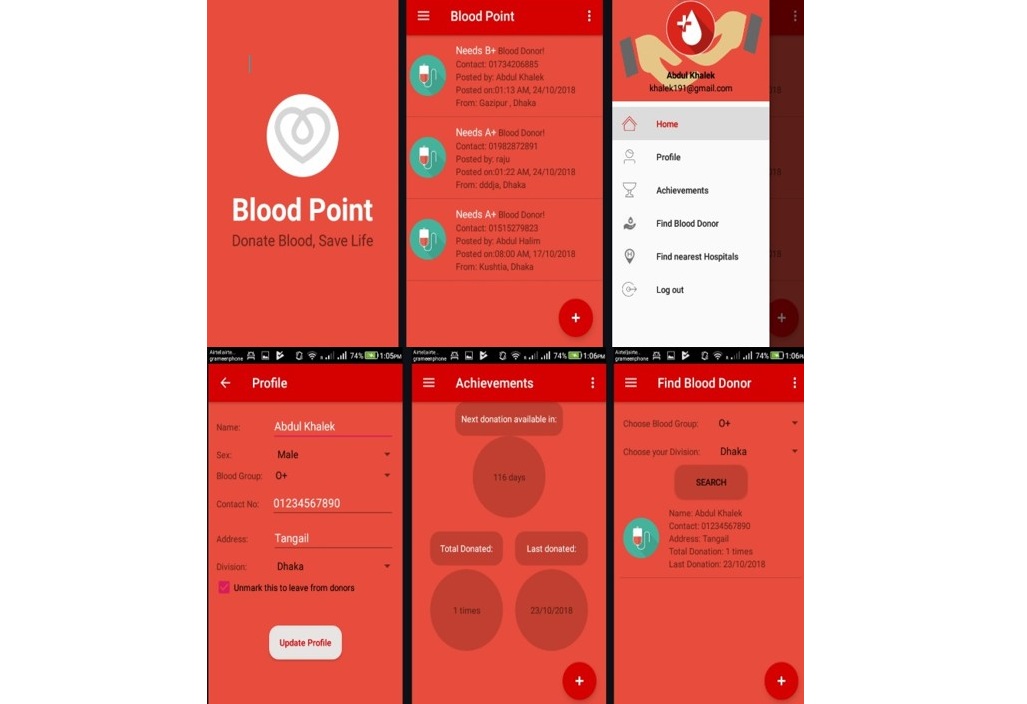 Blood Point
Donate Blood, Save Life
Blood Point
Needs B+ Blood Donor!
Contact: 01734206885
Posted by: Abdul Khalek
Posted on:01:13 AM, 24/10/2018
From: Gazipur , Dhaka
Needs A+ Blood Donor!
Contact: 01982872891
Posted by: raju
Posted on:01:22 AM, 24/10/2018
From: dddja, Dhaka
Needs A+ Blood Donor!
Contact: 01515279823
Posted by: Abdul Halim
Posted on:08:00 AM, 17/10/2018
From: Kushtia, Dhaka
+
Abdul Khalek
khalek191@gmail.com
Home
Profile
Achievements
Find Blood Donor
Find nearest Hospitals
Log out
018
018
018
+
grameenphone 74% 1:05PM
Profile
Name: Abdul Khalek
Sex: Male
Blood Group: O+
Contact No: 01234567890
Address: Tangail
Division: Dhaka
Unmark this to leave from donors
Update Profile
grameenphone 74% 1:06PM
Achievements
Next donation available in:
116 days
Total Donated: Last donated:
1 times 23/10/2018
+
grameenphone 74% 1:06PM
Find Blood Donor
Choose Blood Group: O+
Choose your Division: Dhaka
SEARCH
Name: Abdul Khalek
Contact: 01234567890
Address: Tangail
Total Donation: 1 times
Last Donation: 23/10/2018
+